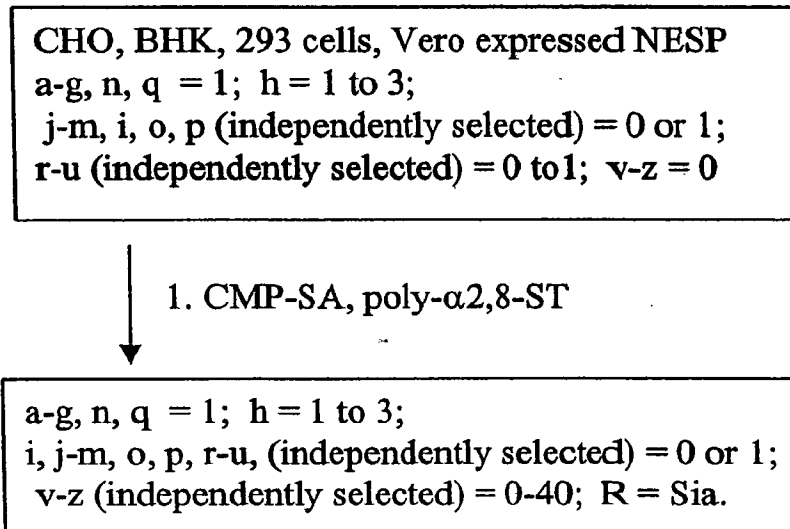 CHO, BHK, 293 cells, Vero expressed NESP
a-g, n, q = 1; h = 1 to 3;
j-m, i, o, p (independently selected) = 0 or 1;
r-u (independently selected) = 0 to1; v-z = 0
1. CMP-SA, poly-α2,8-ST
a-g, n, q = 1; h = 1 to 3;
i, j-m, o, p, r-u, (independently selected) = 0 or 1;
v-z (independently selected) = 0-40; R = Sia.